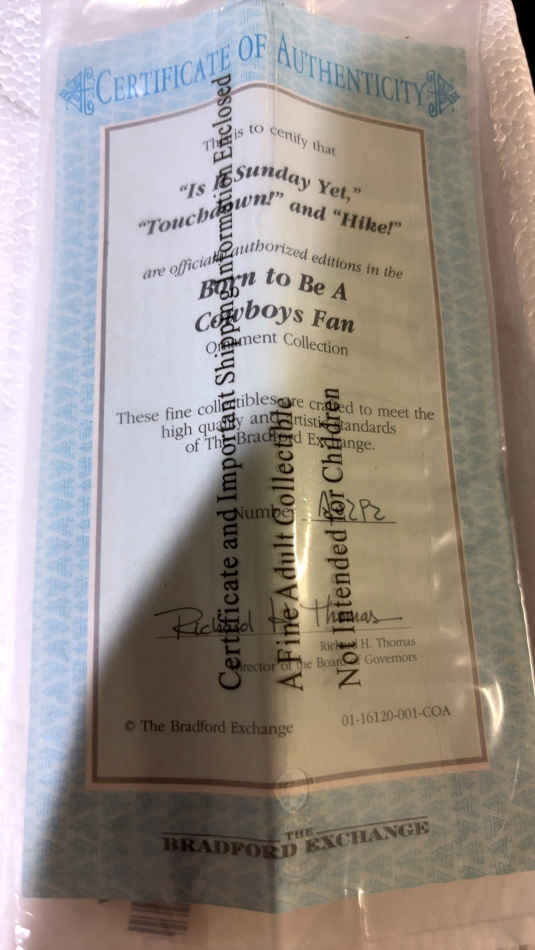 CERTIFICATE OF AUTHENTICITY
This is to certify that
"Is It Sunday Yet,"
"Touchdown!" and "Hike!"
are officially authorized editions in the
Born to Be A
Cowboys Fan
Ornament Collection
These fine collectibles are crafted to meet the
high quality and artistic standards
of The Bradford Exchange.
Number
Richard H. Thomas
Richard H. Thomas
Director of the Board of Governors
© The Bradford Exchange
01-16120-001-COA
THE
BRADFORD EXCHANGE
Certificate and Important Shipping Information Enclosed
A Fine Adult Collectible
Not Intended for Children